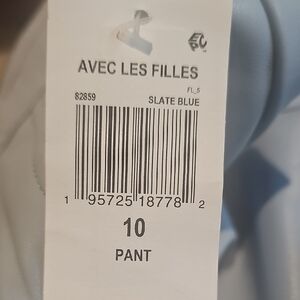 AVEC LES FILLES
FL_5
82859 SLATE BLUE
1 95725 18778 2
10
PANT